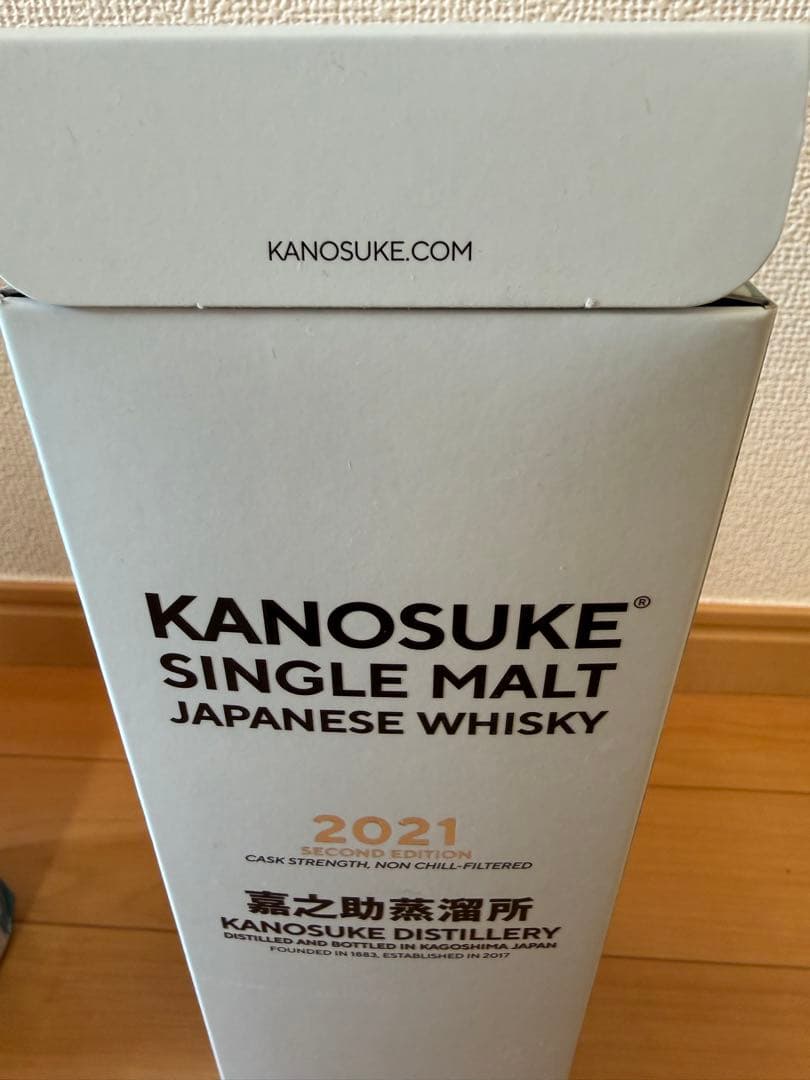 KANOSUKE.COM
KANOSUKE®
SINGLE MALT
JAPANESE WHISKY
2021
SECOND EDITION
CASK STRENGTH, NON CHILL-FILTERED
嘉之助蒸溜所
KANOSUKE DISTILLERY
DISTILLED AND BOTTLED IN KAGOSHIMA JAPAN
FOUNDED IN 1883, ESTABLISHED IN 2017